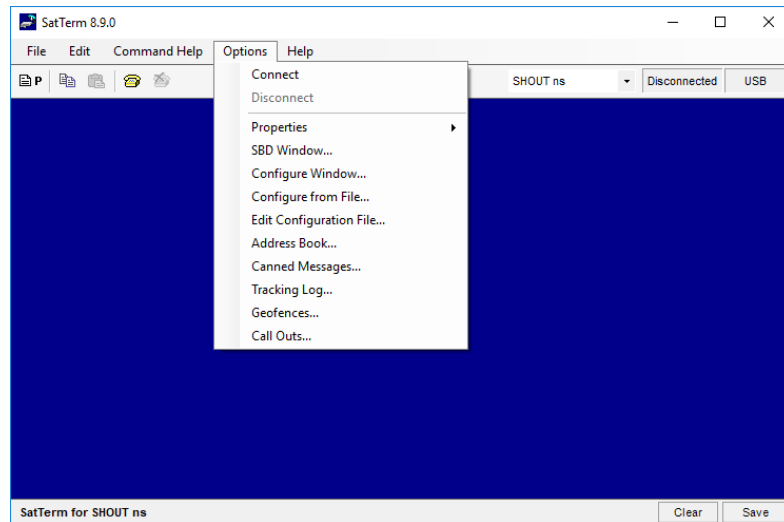 SatTerm 8.9.0
File Edit Command Help Options Help
P SHOUT ns Disconnected USB
Connect
Disconnect
Properties
SBD Window...
Configure Window...
Configure from File...
Edit Configuration File...
Address Book...
Canned Messages...
Tracking Log...
Geofences...
Call Outs...
SatTerm for SHOUT ns Clear Save